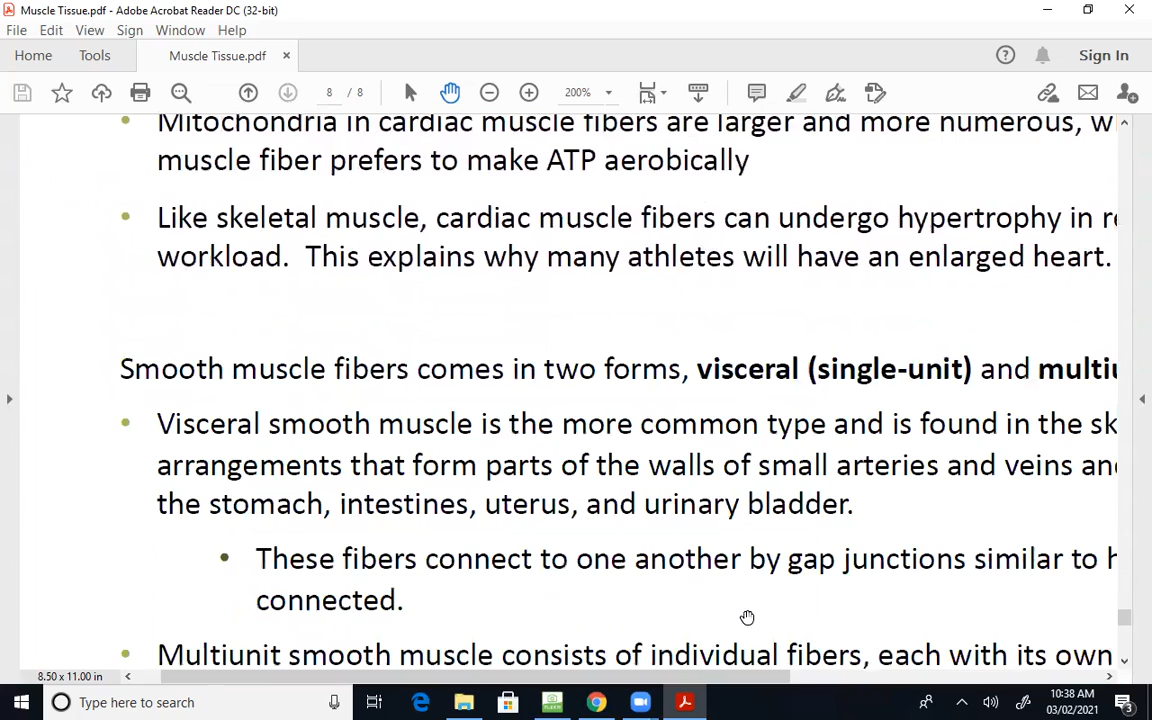 Muscle Tissue.pdf - Adobe Acrobat Reader DC (32-bit)
File Edit View Sign Window Help
Home Tools Muscle Tissue.pdf × Sign In
8 / 8 200%
Mitochondria in cardiac muscle fibers are larger and more numerous,
muscle fiber prefers to make ATP aerobically
• Like skeletal muscle, cardiac muscle fibers can undergo hypertrophy in
workload. This explains why many athletes will have an enlarged heart.
Smooth muscle fibers comes in two forms, visceral (single-unit) and
• Visceral smooth muscle is the more common type and is found in the
arrangements that form parts of the walls of small arteries and veins
the stomach, intestines, uterus, and urinary bladder.
• These fibers connect to one another by gap junctions similar to
connected.
• Multiunit smooth muscle consists of individual fibers, each with its own
8.50 x 11.00 in
Type here to search
10:38 AM
03/02/2021
3